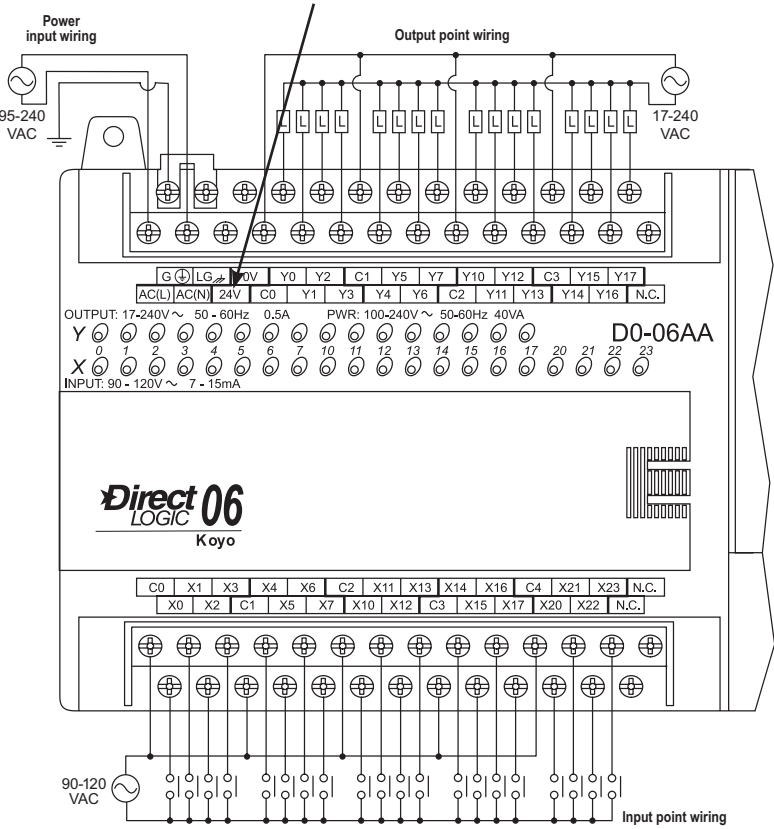 Power
input wiring
Output point wiring
95-240
VAC
17-240
VAC
L L L L L L L L L L L L L L L L
G LG 0V Y0 Y2 C1 Y5 Y7 Y10 Y12 C3 Y15 Y17
AC(L) AC(N) 24V C0 Y1 Y3 Y4 Y6 C2 Y11 Y13 Y14 Y16 N.C.
OUTPUT: 17-240V ~ 50 - 60Hz 0.5A PWR: 100-240V ~ 50-60Hz 40VA
Y
D0-06AA
0 1 2 3 4 5 6 7 10 11 12 13 14 15 16 17 20 21 22 23
X
INPUT: 90 - 120V ~ 7 - 15mA
Direct 06
LOGIC
Koyo
C0 X1 X3 X4 X6 C2 X11 X13 X14 X16 C4 X21 X23 N.C.
X0 X2 C1 X5 X7 X10 X12 C3 X15 X17 X20 X22 N.C.
90-120
VAC
Input point wiring